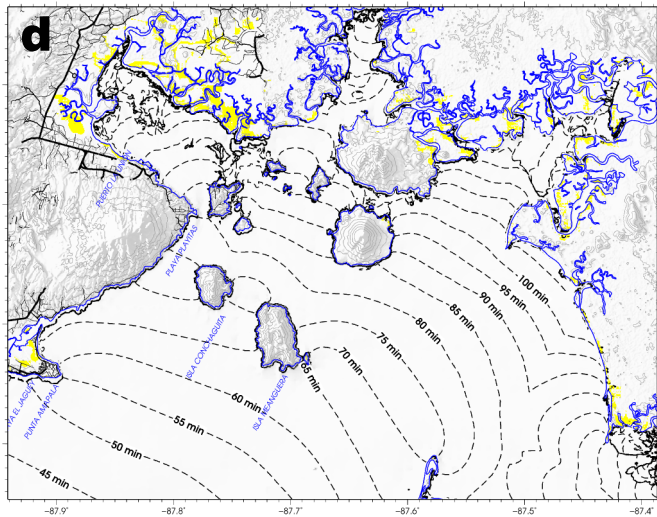 d
PUERTO LA UNION
PLAYA PLAYITAS
ISLA CONCHAGUITA
ISLA MEANGUERA
PUNTA AMAPALA
EL JAGUEY
100 min
95 min
90 min
85 min
80 min
75 min
70 min
65 min
60 min
55 min
50 min
45 min
−87.9
−87.8
−87.7
−87.6
−87.5
−87.4